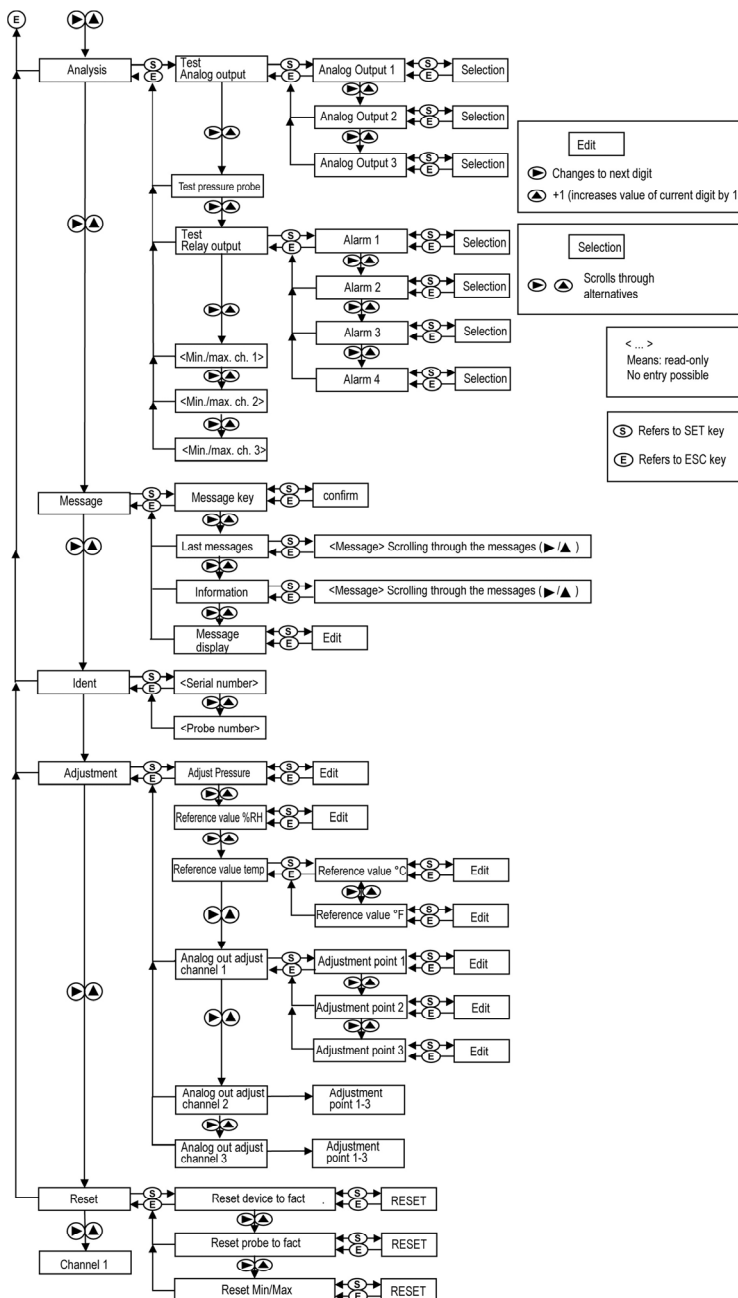 E
Analysis
S
E
Test
Analog output
S
E
Analog Output 1
S
E
Selection
Analog Output 2
S
E
Selection
Analog Output 3
S
E
Selection
Test pressure probe
Test
Relay output
S
E
Alarm 1
S
E
Selection
Alarm 2
S
E
Selection
Alarm 3
S
E
Selection
Alarm 4
S
E
Selection
<Min./max. ch. 1>
<Min./max. ch. 2>
<Min./max. ch. 3>
Edit
Changes to next digit
+1 (increases value of current digit by 1
Selection
Scrolls through
alternatives
< ... >
Means: read-only
No entry possible
S Refers to SET key
E Refers to ESC key
Message
S
E
Message key
S
E
confirm
Last messages
S
E
<Message> Scrolling through the messages (▶/▲ )
Information
S
E
<Message> Scrolling through the messages (▶/▲ )
Message
display
S
E
Edit
Ident
S
E
<Serial number>
<Probe number>
Adjustment
S
E
Adjust Pressure
S
E
Edit
Reference value %RH
S
E
Edit
Reference value temp
S
E
Reference value °C
S
E
Edit
Reference value °F
S
E
Edit
Analog out adjust
channel 1
S
E
Adjustment point 1
S
E
Edit
Adjustment point 2
S
E
Edit
Adjustment point 3
S
E
Edit
Analog out adjust
channel 2
Adjustment
point 1-3
Analog out adjust
channel 3
Adjustment
point 1-3
Reset
S
E
Reset device to fact .
S
E
RESET
Reset probe to fact
S
E
RESET
Reset Min/Max
S
E
RESET
Channel 1